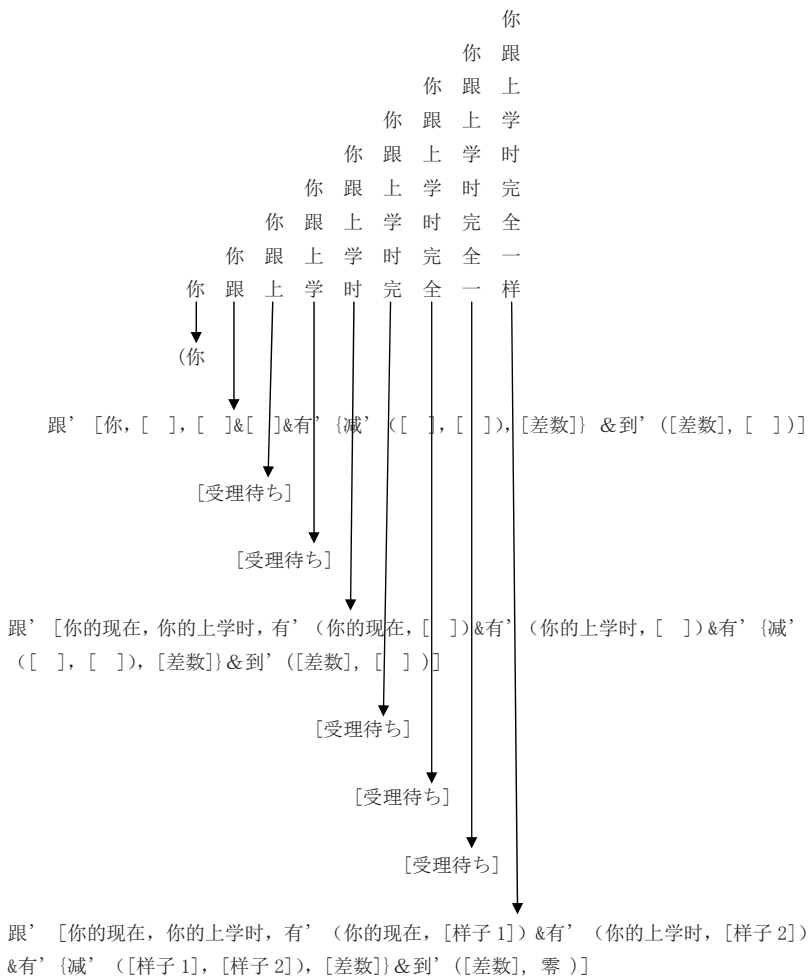 你
你 跟
你 跟 上
你 跟 上 学
你 跟 上 学 时
你 跟 上 学 时 完
你 跟 上 学 时 完 全
你 跟 上 学 时 完 全 一
你 跟 上 学 时 完 全 一 样
(你
跟’ [你, [ ], [ ]&[ ]&有’ {减’ ([ ], [ ]), [差数]} &到’ ([差数], [ ])]
[受理待ち]
[受理待ち]
跟’ [你的现在, 你的上学时, 有’ (你的现在, [ ])&有’ (你的上学时, [ ])&有’ {减’
([ ], [ ]), [差数]}&到’ ([差数], [ ])]
[受理待ち]
[受理待ち]
[受理待ち]
跟’ [你的现在, 你的上学时, 有’ (你的现在, [样子1])&有’ (你的上学时, [样子2])
&有’ {减’ ([样子1], [样子2]), [差数]}&到’ ([差数], 零 )]